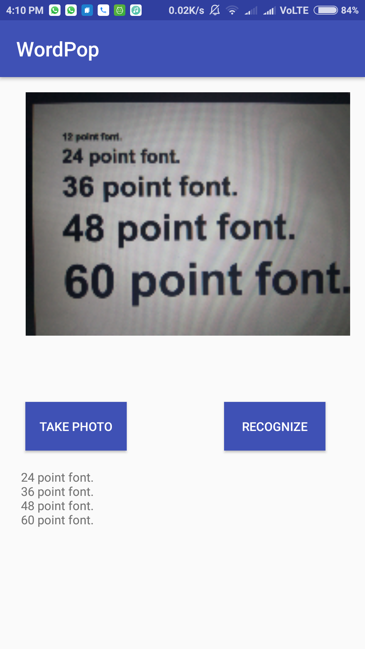 4:10 PM 0.02K/s VoLTE 84%
WordPop
12 point font.
24 point font.
36 point font.
48 point font.
60 point font.
TAKE PHOTO RECOGNIZE
24 point font.
36 point font.
48 point font.
60 point font.